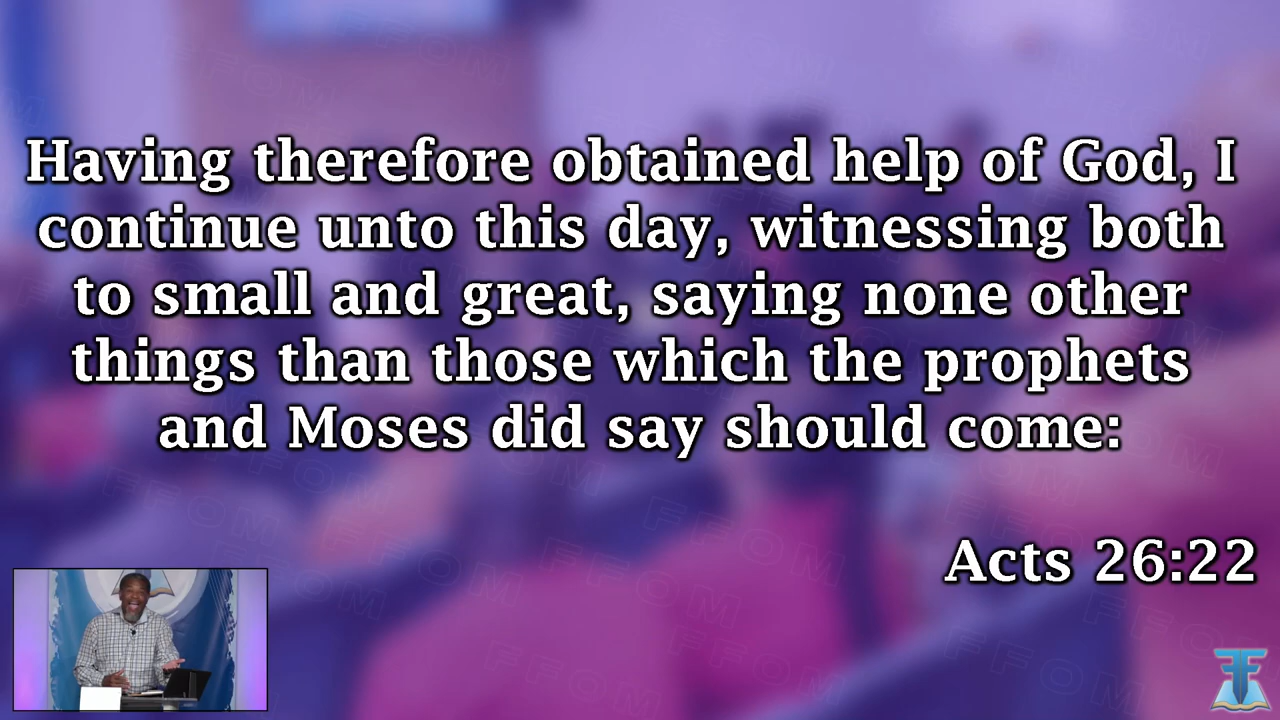 Having therefore obtained help of God, I
continue unto this day, witnessing both
to small and great, saying none other
things than those which the prophets
and Moses did say should come:
Acts 26:22
FFOM